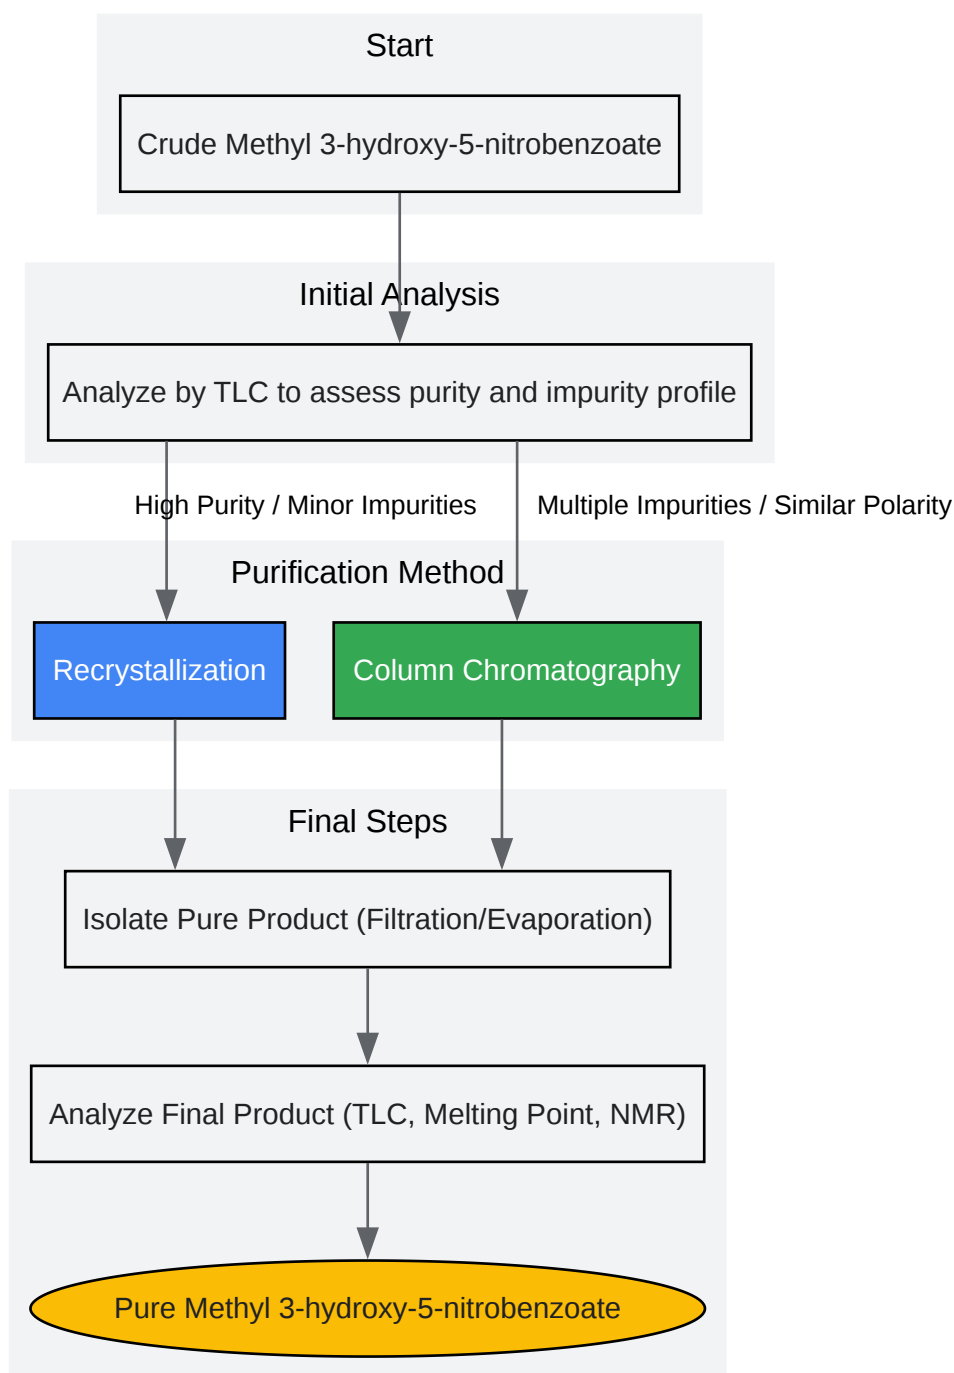 Start
Crude Methyl 3-hydroxy-5-nitrobenzoate
Initial Analysis
Analyze by TLC to assess purity and impurity profile
High Purity / Minor Impurities
Multiple Impurities / Similar Polarity
Purification Method
Recrystallization
Column Chromatography
Final Steps
Isolate Pure Product (Filtration/Evaporation)
Analyze Final Product (TLC, Melting Point, NMR)
Pure Methyl 3-hydroxy-5-nitrobenzoate